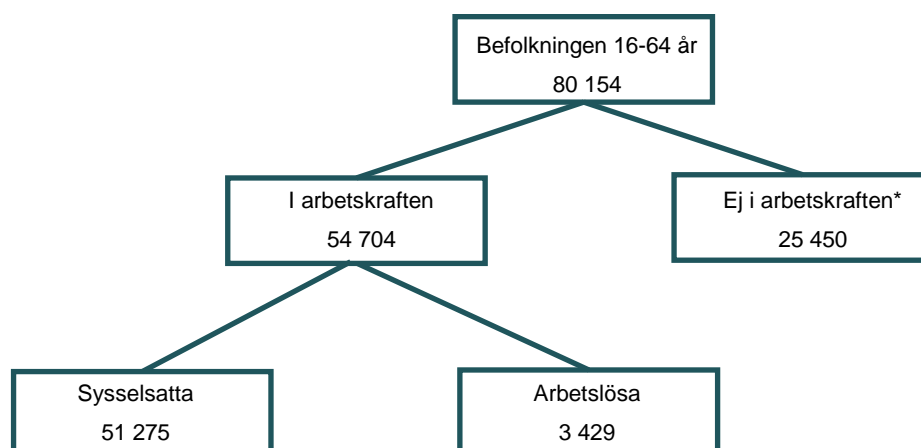 Befolkningen 16-64 år
80 154
I arbetskraften
54 704
Ej i arbetskraften*
25 450
Sysselsatta
51 275
Arbetslösa
3 429